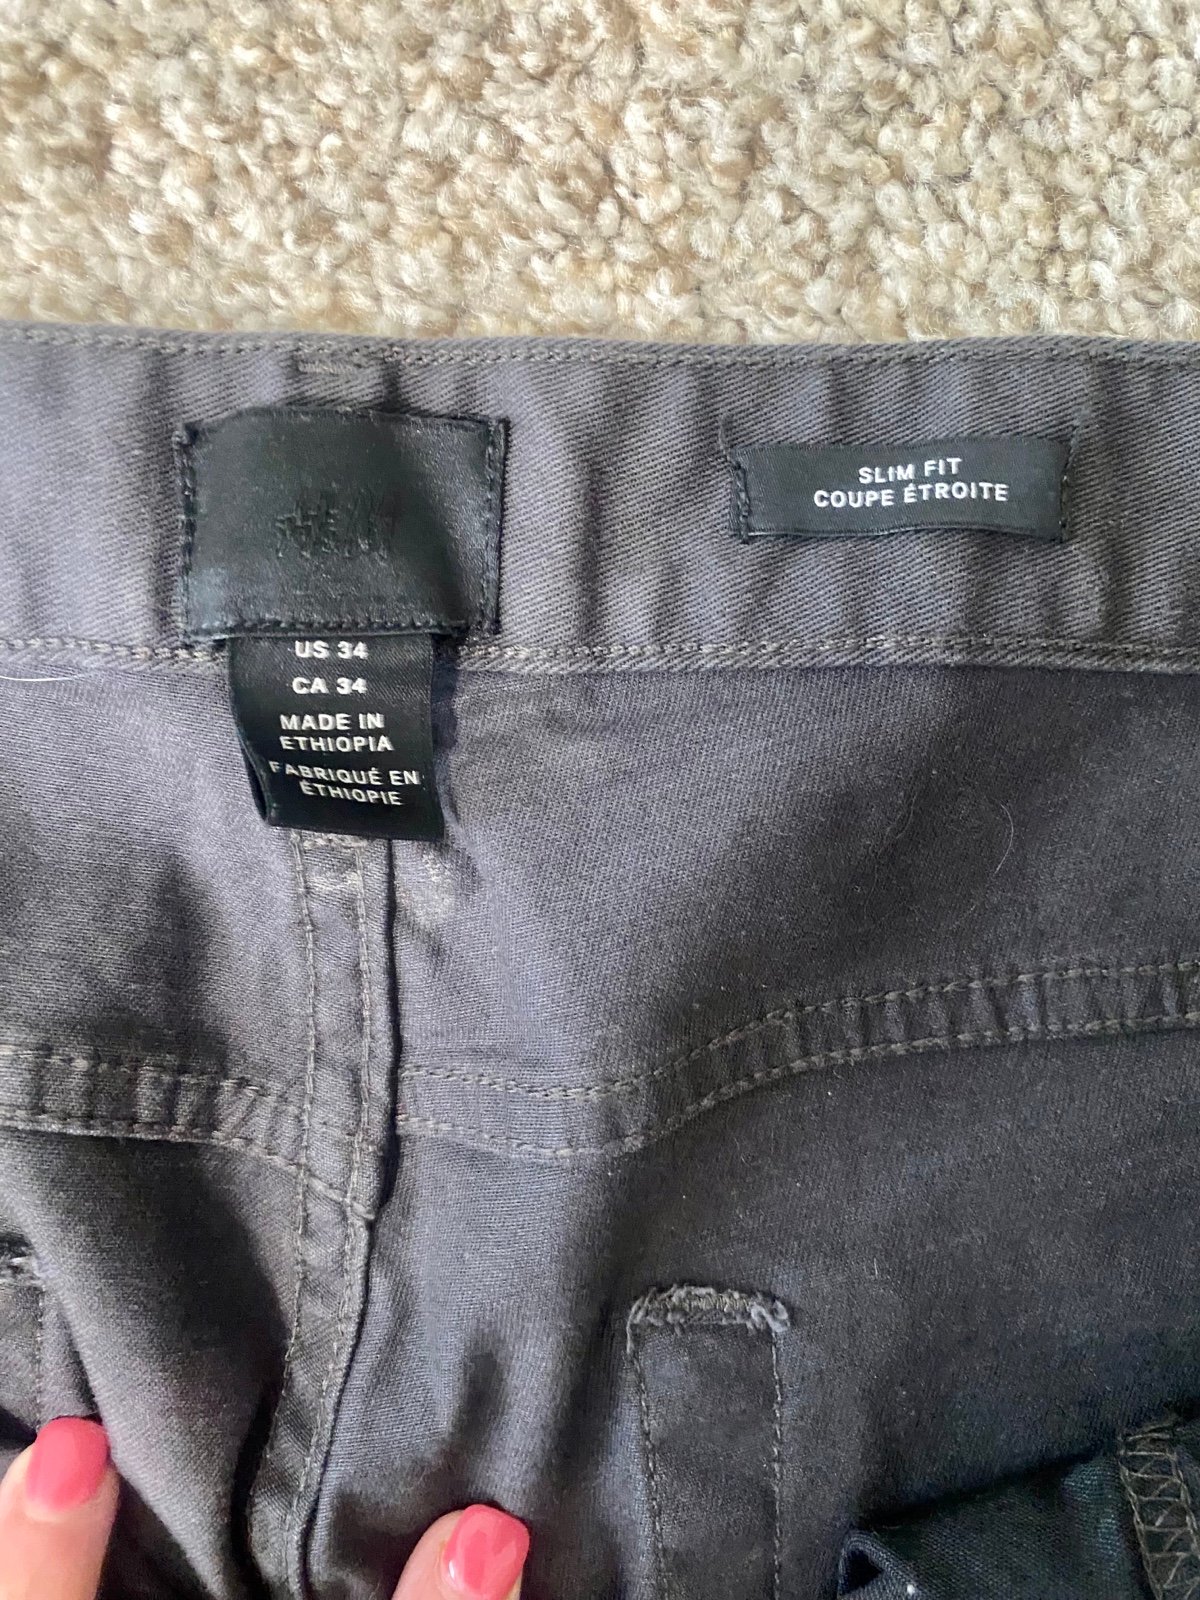 H&M
US 34
CA 34
MADE IN
ETHIOPIA
FABRIQUÉ EN
ÉTHIOPIE
SLIM FIT
COUPE ÉTROITE